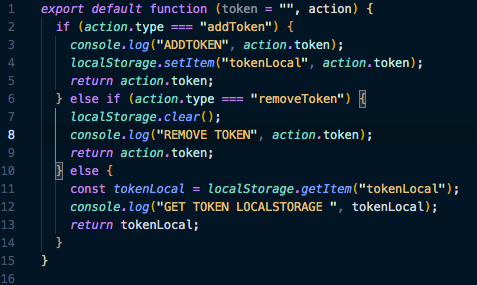 1 export default function (token = "", action) {
2 if (action.type === "addToken") {
3 console.log("ADDTOKEN", action.token);
4 localStorage.setItem("tokenLocal", action.token);
5 return action.token;
6 } else if (action.type === "removeToken") {
7 localStorage.clear();
8 console.log("REMOVE TOKEN", action.token);
9 return action.token;
10 } else {
11 const tokenLocal = localStorage.getItem("tokenLocal");
12 console.log("GET TOKEN LOCALSTORAGE ", tokenLocal);
13 return tokenLocal;
14 }
15 }
16